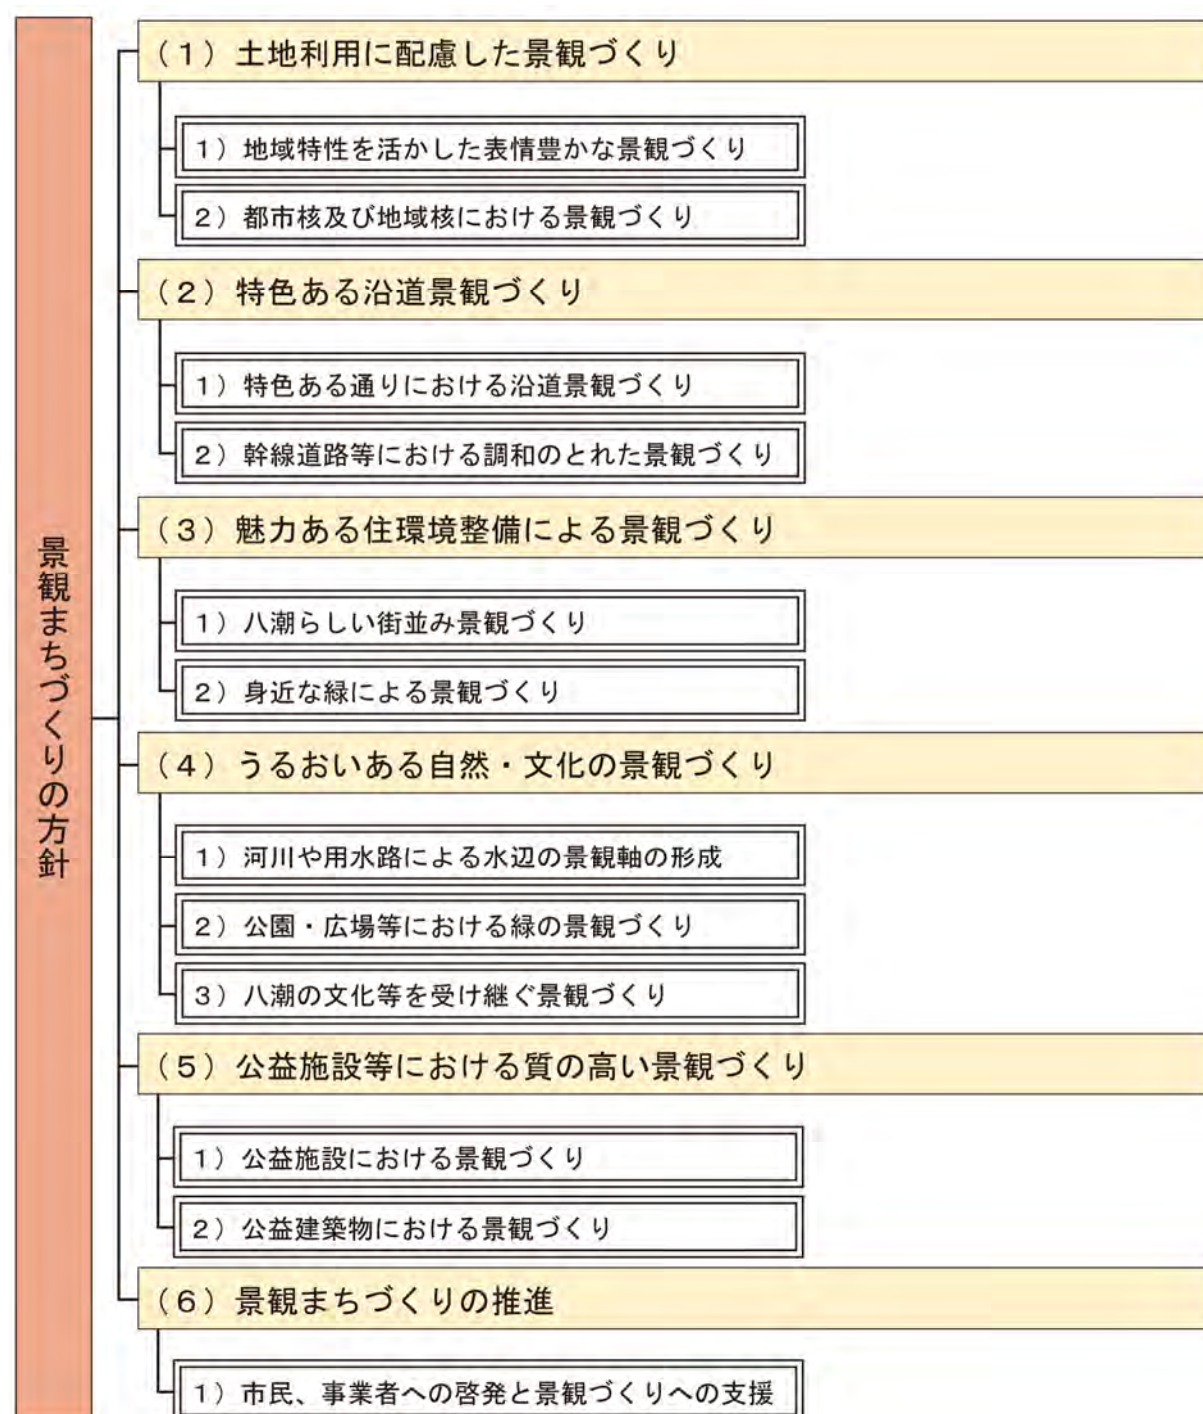 景観まちづくりの方針
（１）土地利用に配慮した景観づくり
１）地域特性を活かした表情豊かな景観づくり
２）都市核及び地域核における景観づくり
（２）特色ある沿道景観づくり
１）特色ある通りにおける沿道景観づくり
２）幹線道路等における調和のとれた景観づくり
（３）魅力ある住環境整備による景観づくり
１）八潮らしい街並み景観づくり
２）身近な緑による景観づくり
（４）うるおいある自然・文化の景観づくり
１）河川や用水路による水辺の景観軸の形成
２）公園・広場等における緑の景観づくり
３）八潮の文化等を受け継ぐ景観づくり
（５）公益施設等における質の高い景観づくり
１）公益施設における景観づくり
２）公益建築物における景観づくり
（６）景観まちづくりの推進
１）市民、事業者への啓発と景観づくりへの支援